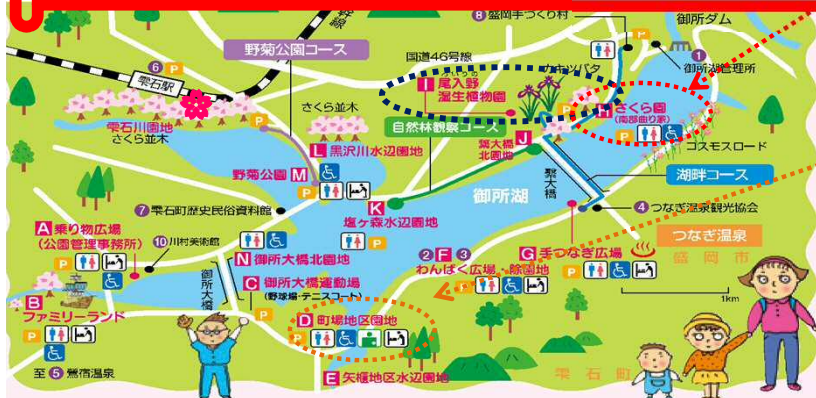 8 盛岡手づくり村
御所ダム
野菊公園コース
国道46号線
カキツバタ
1 御所湖管理所
6 P
雫石駅
I 尾入野
湿生植物園
H さくら園
(南部曲り家)
P
さくら並木
自然林観察コース
雫石川園地
さくら並木
L 黒沢川水辺園地
J
繋大橋
北園地
コスモスロード
野菊公園 M
P
御所湖
繋大橋
湖畔コース
7 雫石町歴史民俗資料館
K
塩ヶ森水辺園地
P
4 つなぎ温泉観光協会
A 乗り物広場
(公園管理事務所)
P
10 川村美術館
N 御所大橋北園地
2 F 3
わんぱく広場・除園地
P
G 手つなぎ広場
P
つなぎ温泉
盛岡市
御所大橋
C 御所大橋運動場
(野球場・テニスコート)
P
1km
B
ファミリーランド
P
D 町場地区園地
P
E 矢櫃地区水辺園地
至 5 鶯宿温泉
雫石町